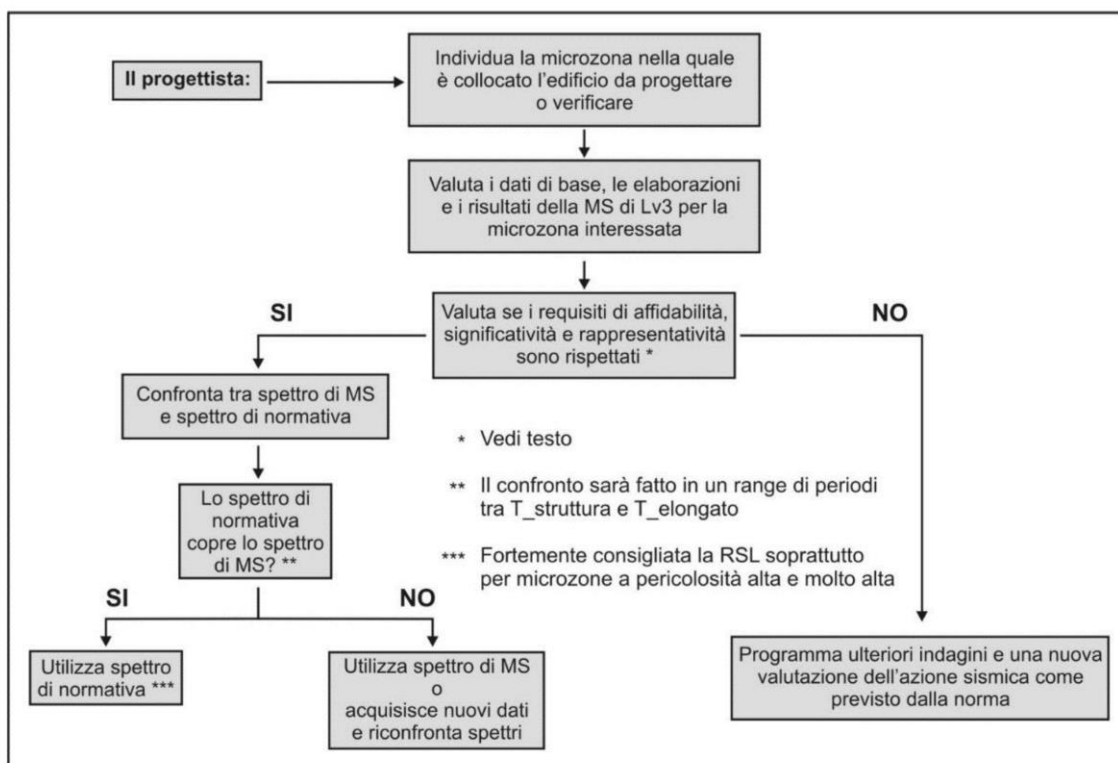 Il progettista:
Individua la microzona nella quale
è collocato l'edificio da progettare
o verificare
Valuta i dati di base, le elaborazioni
e i risultati della MS di Lv3 per la
microzona interessata
Valuta se i requisiti di affidabilità,
significatività e rappresentatività
sono rispettati *
SI
NO
Confronta tra spettro di MS
e spettro di normativa
* Vedi testo
** Il confronto sarà fatto in un range di periodi
tra T_struttura e T_elongato
*** Fortemente consigliata la RSL soprattutto
per microzone a pericolosità alta e molto alta
Lo spettro di
normativa
copre lo spettro
di MS? **
SI
NO
Utilizza spettro
di normativa ***
Utilizza spettro di MS
o
acquisisce nuovi dati
e riconfronta spettri
Programma ulteriori indagini e una nuova
valutazione dell'azione sismica come
previsto dalla norma